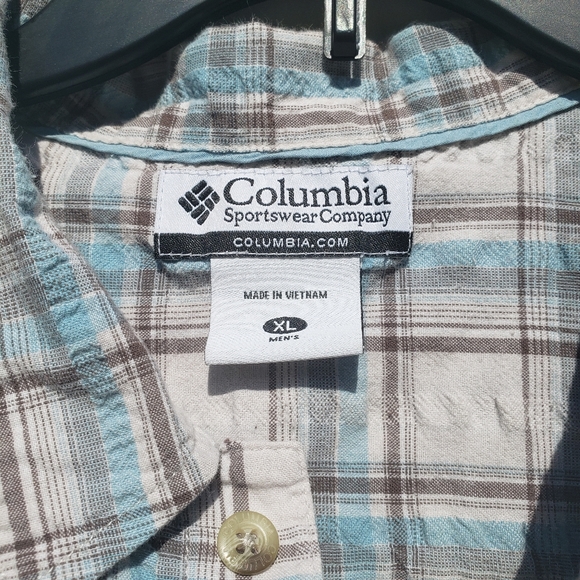 Columbia
Sportswear Company
COLUMBIA.COM
MADE IN VIETNAM
XL
MEN'S